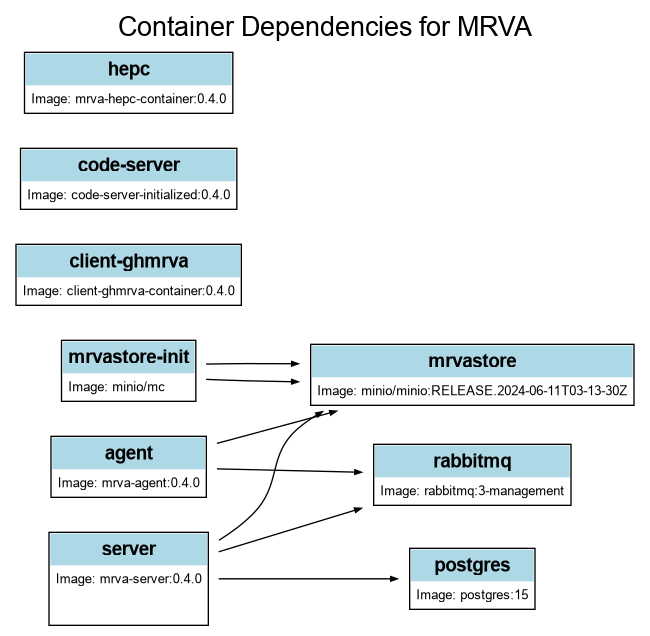 Container Dependencies for MRVA
hepc
Image: mrva-hepc-container:0.4.0
code-server
Image: code-server-initialized:0.4.0
client-ghmrva
Image: client-ghmrva-container:0.4.0
mrvastore-init
Image: minio/mc
mrvastore
Image: minio/minio:RELEASE.2024-06-11T03-13-30Z
agent
Image: mrva-agent:0.4.0
rabbitmq
Image: rabbitmq:3-management
server
Image: mrva-server:0.4.0
postgres
Image: postgres:15